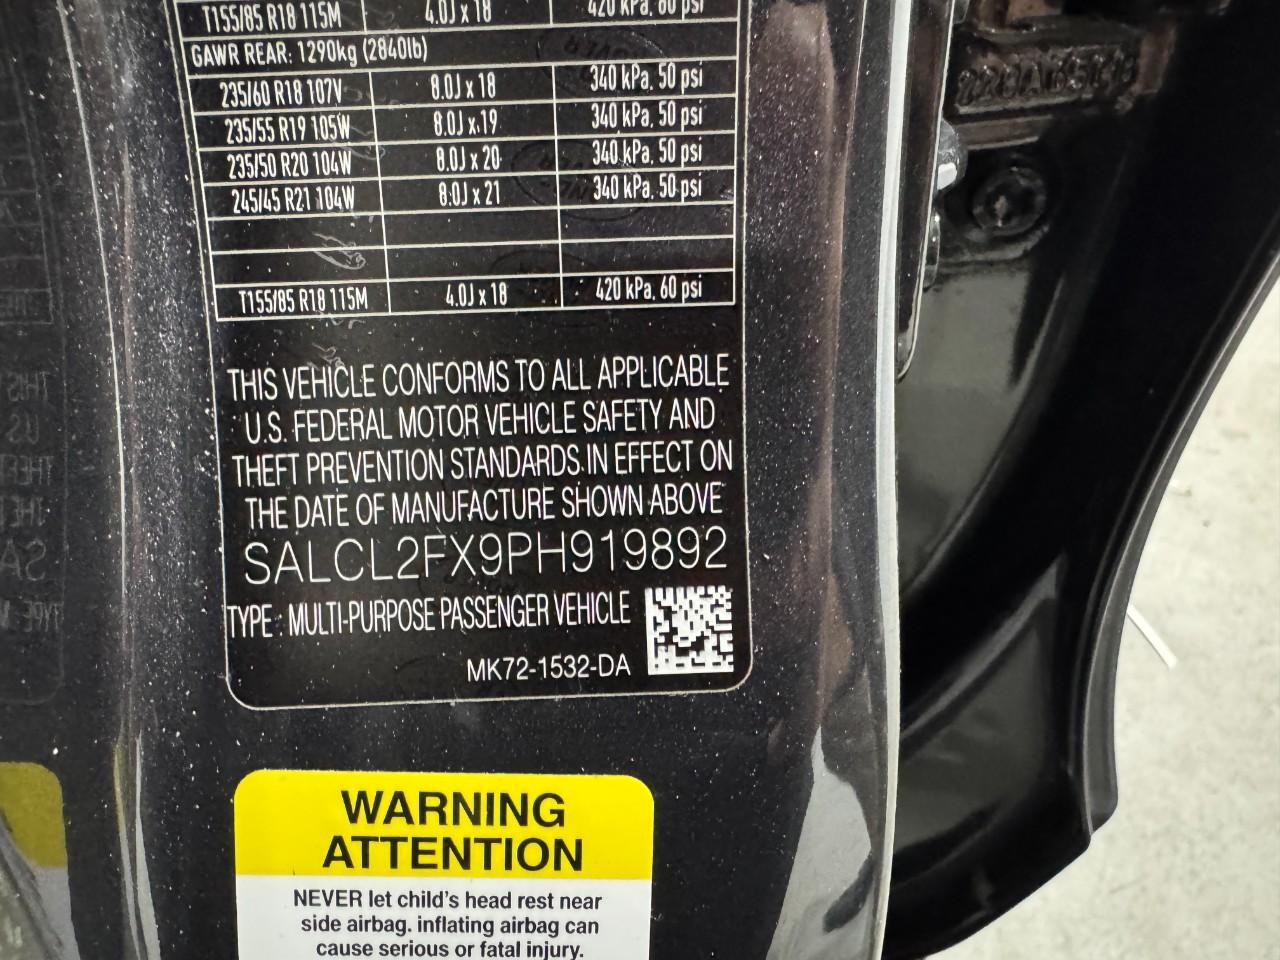 T155/85 R18 115M 4.0J x 18 420 kPa, 60 psi
GAWR REAR: 1290kg (2840lb)
235/60 R18 107V 8.0J x 18 340 kPa, 50 psi
235/55 R19 105W 8.0J x 19 340 kPa, 50 psi
235/50 R20 104W 8.0J x 20 340 kPa, 50 psi
245/45 R21 104W 8.0J x 21 340 kPa, 50 psi
T155/85 R18 115M 4.0J x 18 420 kPa, 60 psi
THIS VEHICLE CONFORMS TO ALL APPLICABLE
U.S. FEDERAL MOTOR VEHICLE SAFETY AND
THEFT PREVENTION STANDARDS IN EFFECT ON
THE DATE OF MANUFACTURE SHOWN ABOVE
SALCL2FX9PH919892
TYPE : MULTI-PURPOSE PASSENGER VEHICLE
MK72-1532-DA
WARNING
ATTENTION
NEVER let child's head rest near
side airbag. inflating airbag can
cause serious or fatal injury.